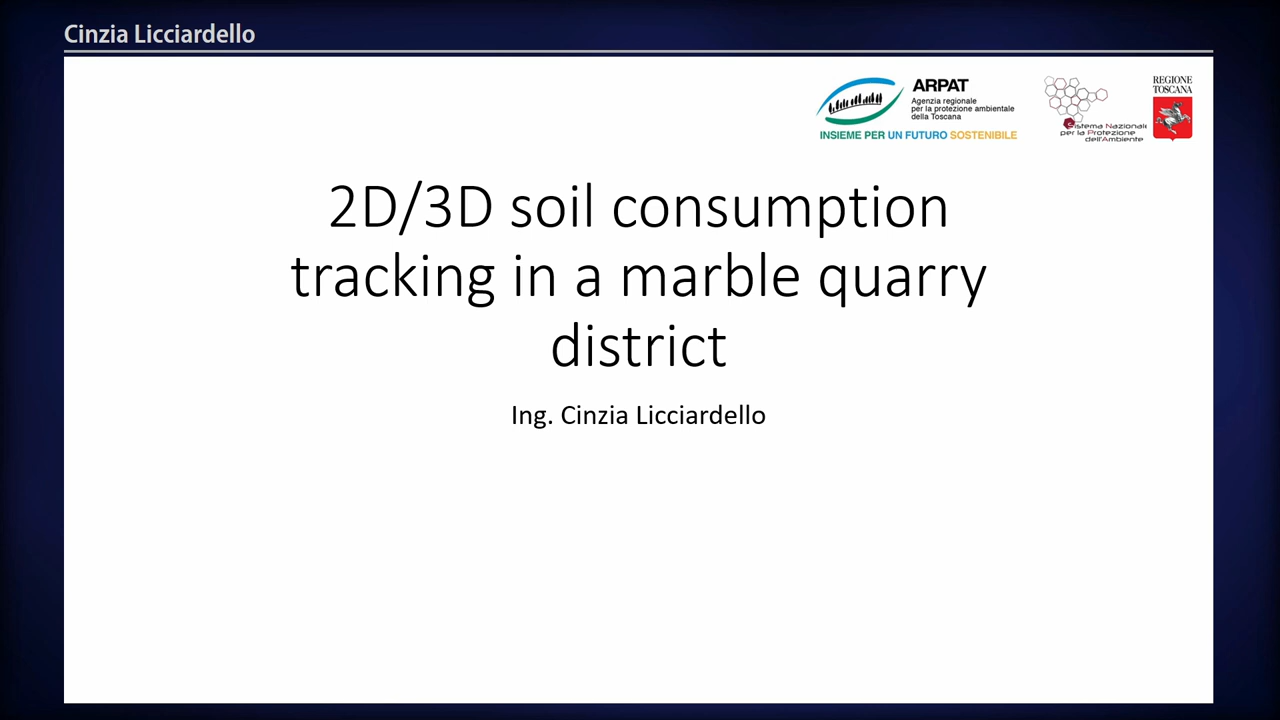 Cinzia Licciardello
ARPAT
Agenzia regionale
per la protezione ambientale
della Toscana
INSIEME PER UN FUTURO SOSTENIBILE
Sistema Nazionale
per la Protezione
dell'Ambiente
REGIONE
TOSCANA
2D/3D soil consumption
tracking in a marble quarry
district
Ing. Cinzia Licciardello